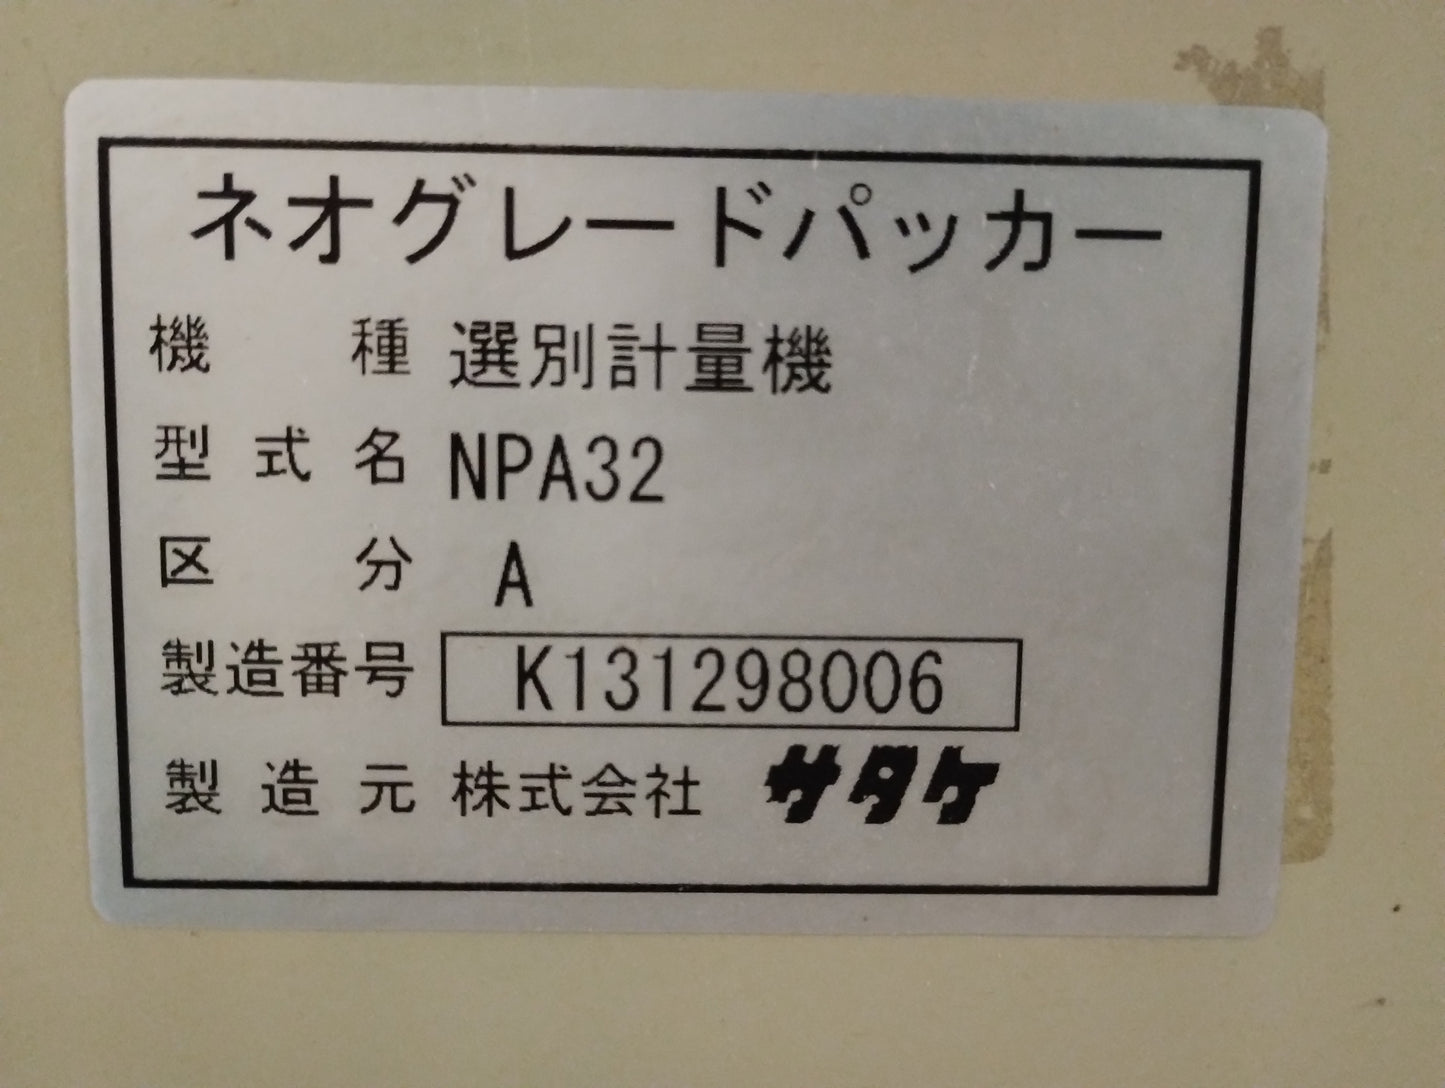 ネオグレードパッカー
機種 選別計量機
型式名 NPA32
区分 A
製造番号 K131298006
製造元 株式会社 サタケ